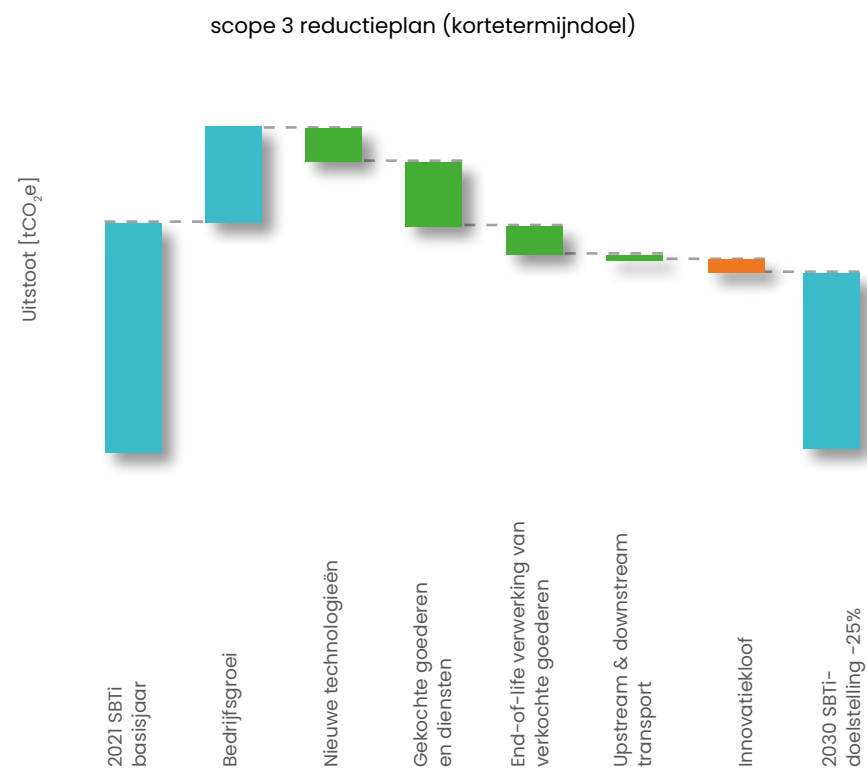 scope 3 reductieplan (kortetermijndoel)
Uitstoot [tCO₂e]
2021 SBTi
basisjaar
Bedrijfsgroei
Nieuwe technologieën
Gekochte goederen
en diensten
End-of-life verwerking van
verkochte goederen
Upstream & downstream
transport
Innovatiekloof
2030 SBTi-
doelstelling -25%